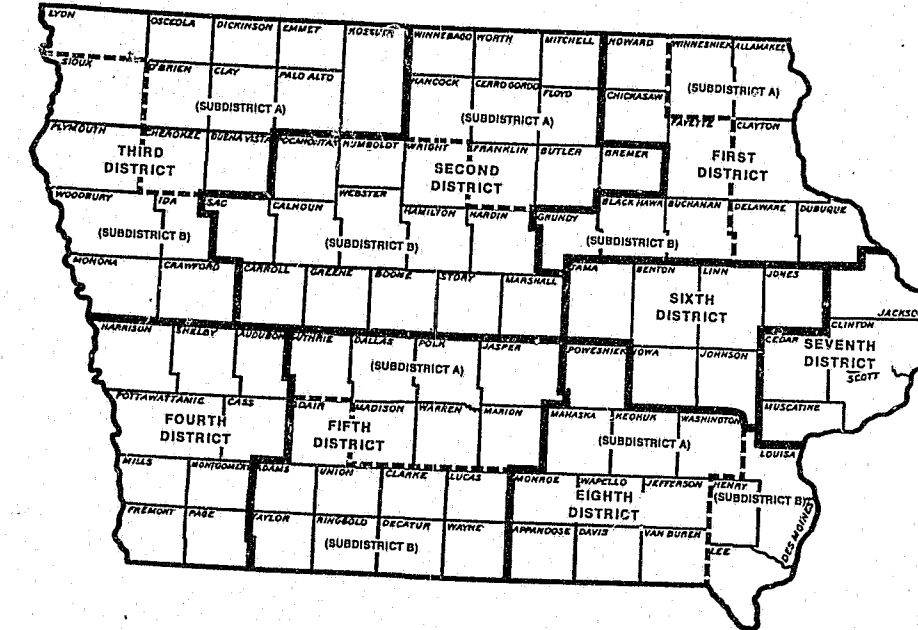 LYON OSCEOLA DICKINSON EMMET KOSSUTH WINNEBAGO WORTH MITCHELL HOWARD WINNESHIEK ALLAMAKEE
SIOUX O'BRIEN CLAY PALO ALTO HANCOCK CERRO GORDO FLOYD CHICKASAW
(SUBDISTRICT A) (SUBDISTRICT A) (SUBDISTRICT A)
PLYMOUTH CHEROKEE BUENA VISTA POCAHONTAS HUMBOLDT WRIGHT FRANKLIN BUTLER BREMER FAYETTE CLAYTON
THIRD DISTRICT
SECOND DISTRICT
FIRST DISTRICT
WOODBURY IDA SAC CALHOUN WEBSTER HAMILTON HARDIN GRUNDY BLACK HAWK BUCHANAN DELAWARE DUBUQUE
(SUBDISTRICT B) (SUBDISTRICT B) (SUBDISTRICT B)
MONONA CRAWFORD CARROLL GREENE BOONE STORY MARSHALL TAMA BENTON LINN JONES
SIXTH DISTRICT
JACKSO
CLINTON
HARRISON SHELBY AUDUBON GUTHRIE DALLAS POLK JASPER POWESHIEK IOWA JOHNSON CEDAR
SEVENTH DISTRICT
SCOTT
(SUBDISTRICT A)
POTTAWATTAMIE CASS ADAIR MADISON WARREN MARION MAHASKA KEOKUK WASHINGTON MUSCATINE
LOUISA
FOURTH DISTRICT
FIFTH DISTRICT
(SUBDISTRICT A)
MILLS MONTGOMERY ADAMS UNION CLARKE LUCAS MONROE WAPELLO JEFFERSON HENRY
EIGHTH DISTRICT
(SUBDISTRICT B)
DES MOINES
FREMONT PAGE TAYLOR RINGGOLD DECATUR WAYNE APPANOOSE DAVIS VAN BUREN LEE
(SUBDISTRICT B)